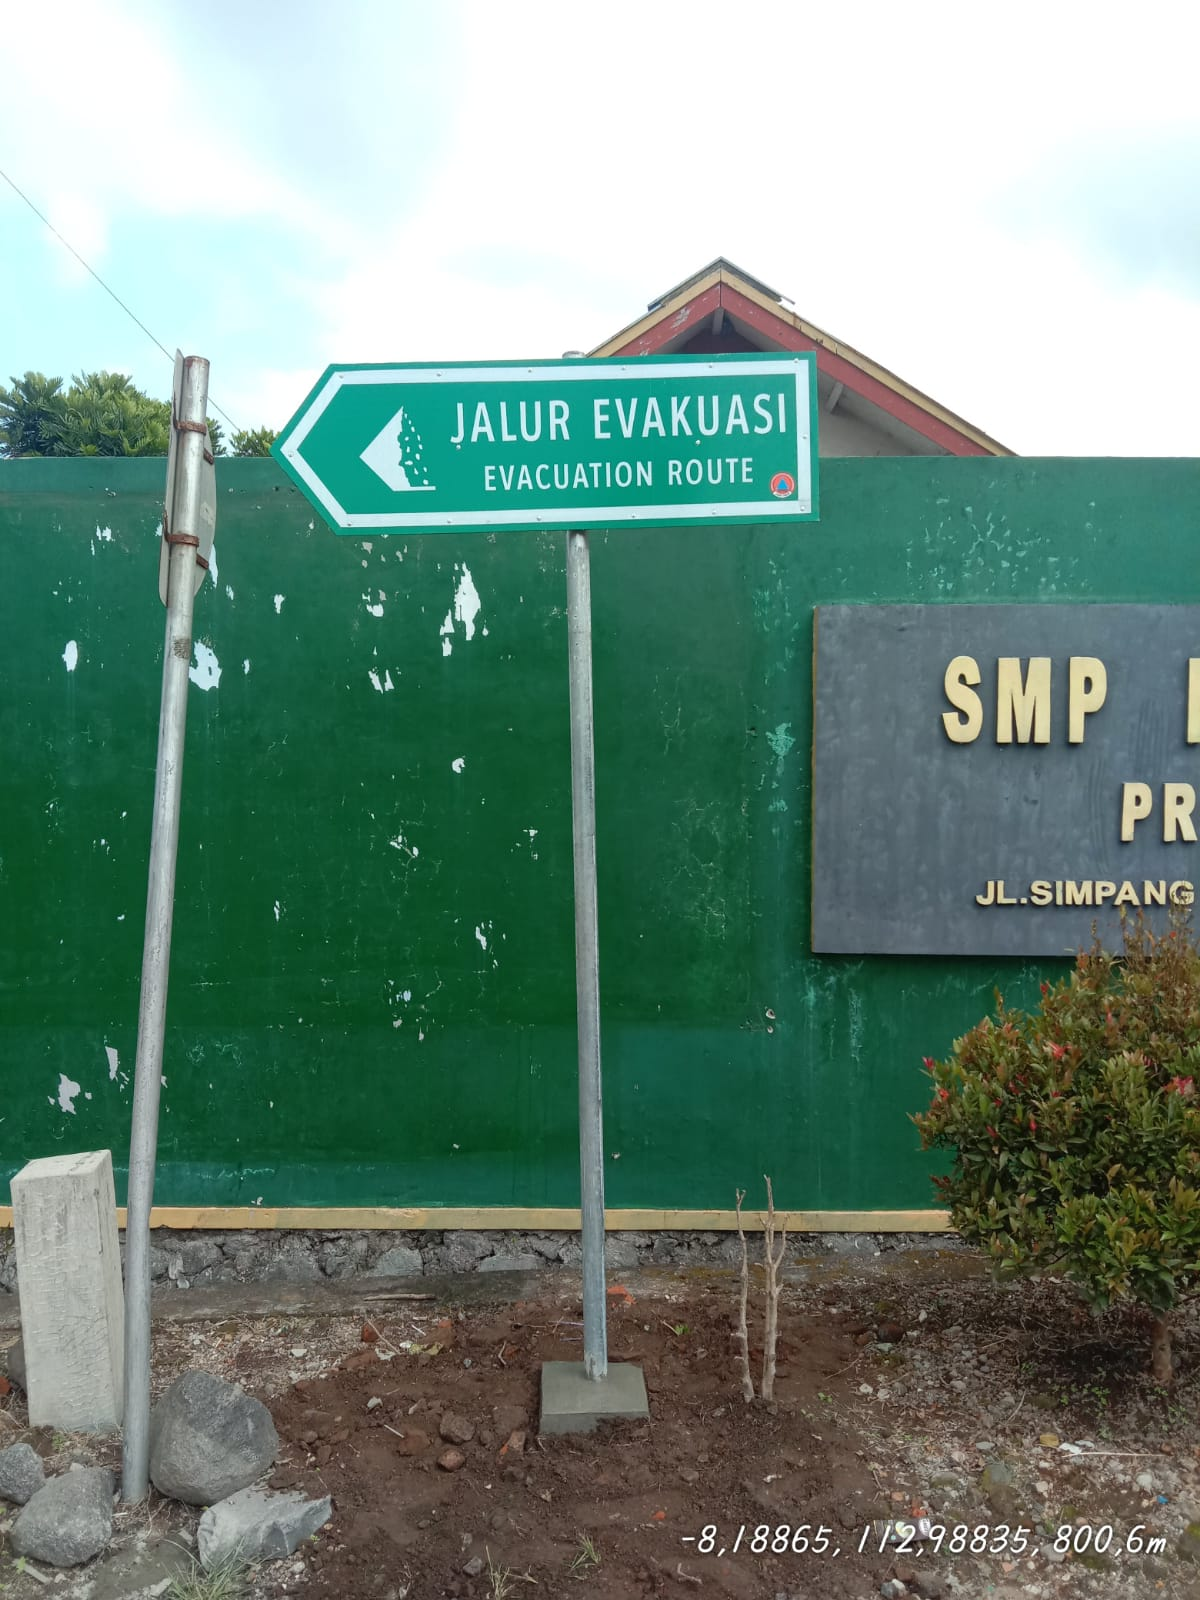 JALUR EVAKUASI
EVACUATION ROUTE
SMP
PR
JL.SIMPANG
-8,18865, 112,98835, 800,6m